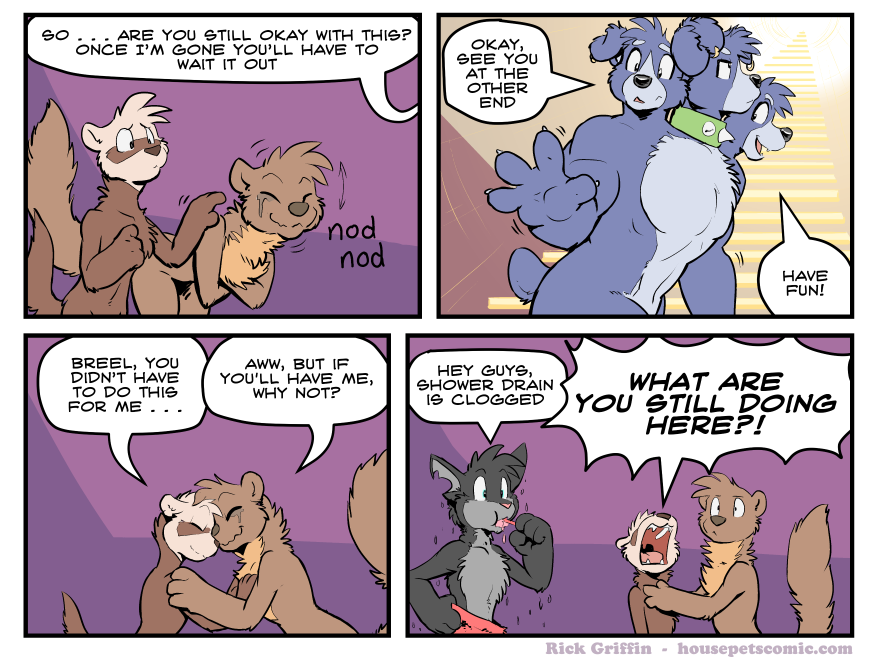 SO . . . ARE YOU STILL OKAY WITH THIS?
ONCE I'M GONE YOU'LL HAVE TO
WAIT IT OUT
nod
nod
OKAY,
SEE YOU
AT THE
OTHER
END
HAVE
FUN!
BREEL, YOU
DIDN'T HAVE
TO DO THIS
FOR ME . . .
AWW, BUT IF
YOU'LL HAVE ME,
WHY NOT?
HEY GUYS,
SHOWER DRAIN
IS CLOGGED
WHAT ARE
YOU STILL DOING
HERE?!
Rick Griffin - housepetscomic.com